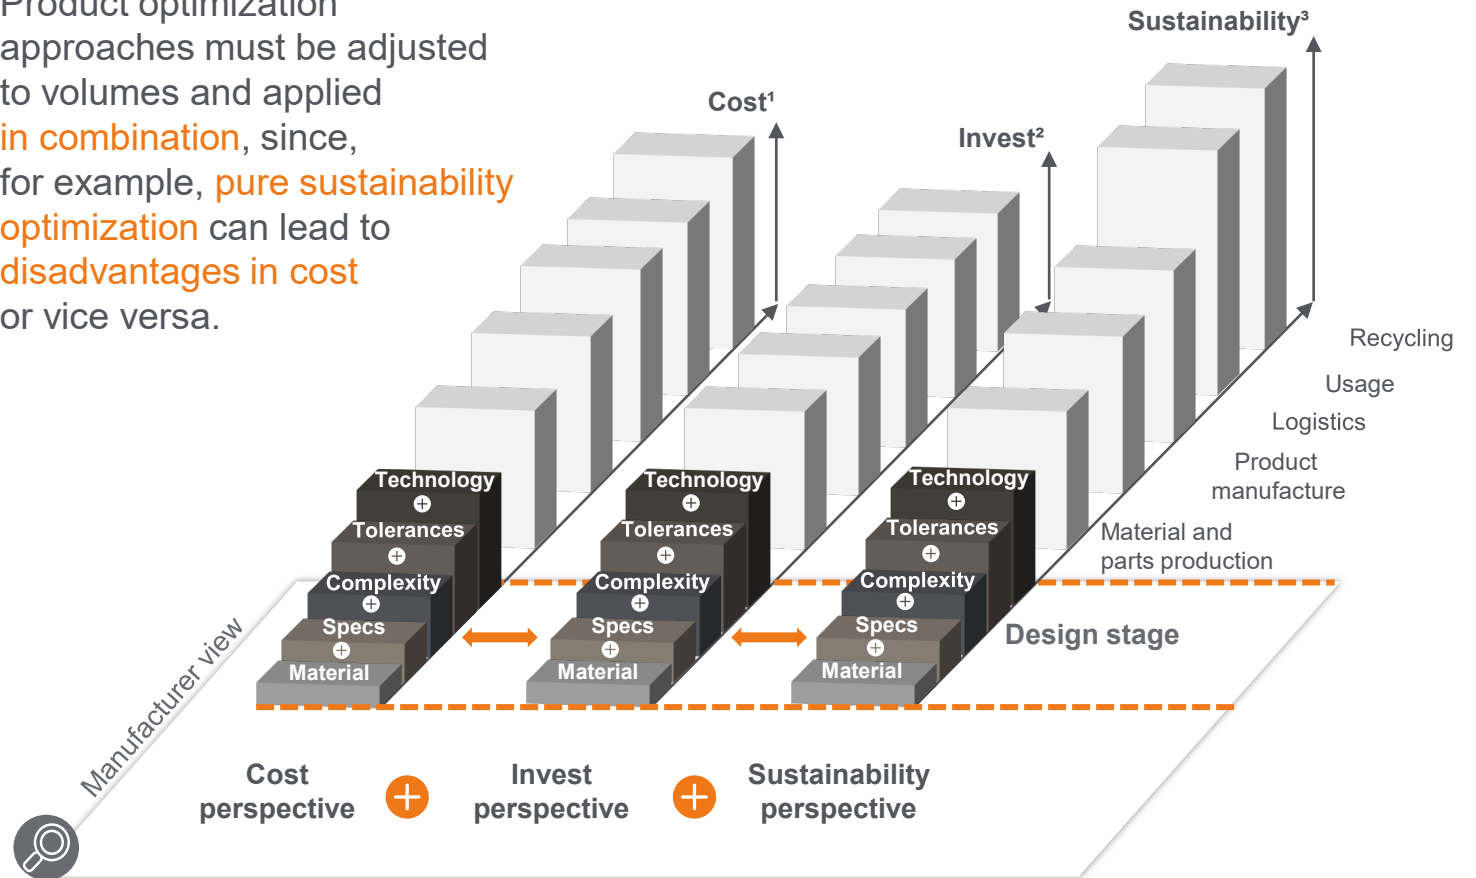 Product optimization
approaches must be adjusted
to volumes and applied
in combination, since,
for example, pure sustainability
optimization can lead to
disadvantages in cost
or vice versa.
Cost¹
Invest²
Sustainability³
Recycling
Usage
Logistics
Product
manufacture
Material and
parts production
Technology
Tolerances
Complexity
Specs
Material
Technology
Tolerances
Complexity
Specs
Material
Technology
Tolerances
Complexity
Specs
Material
Design stage
Manufacturer view
Cost
perspective
Invest
perspective
Sustainability
perspective